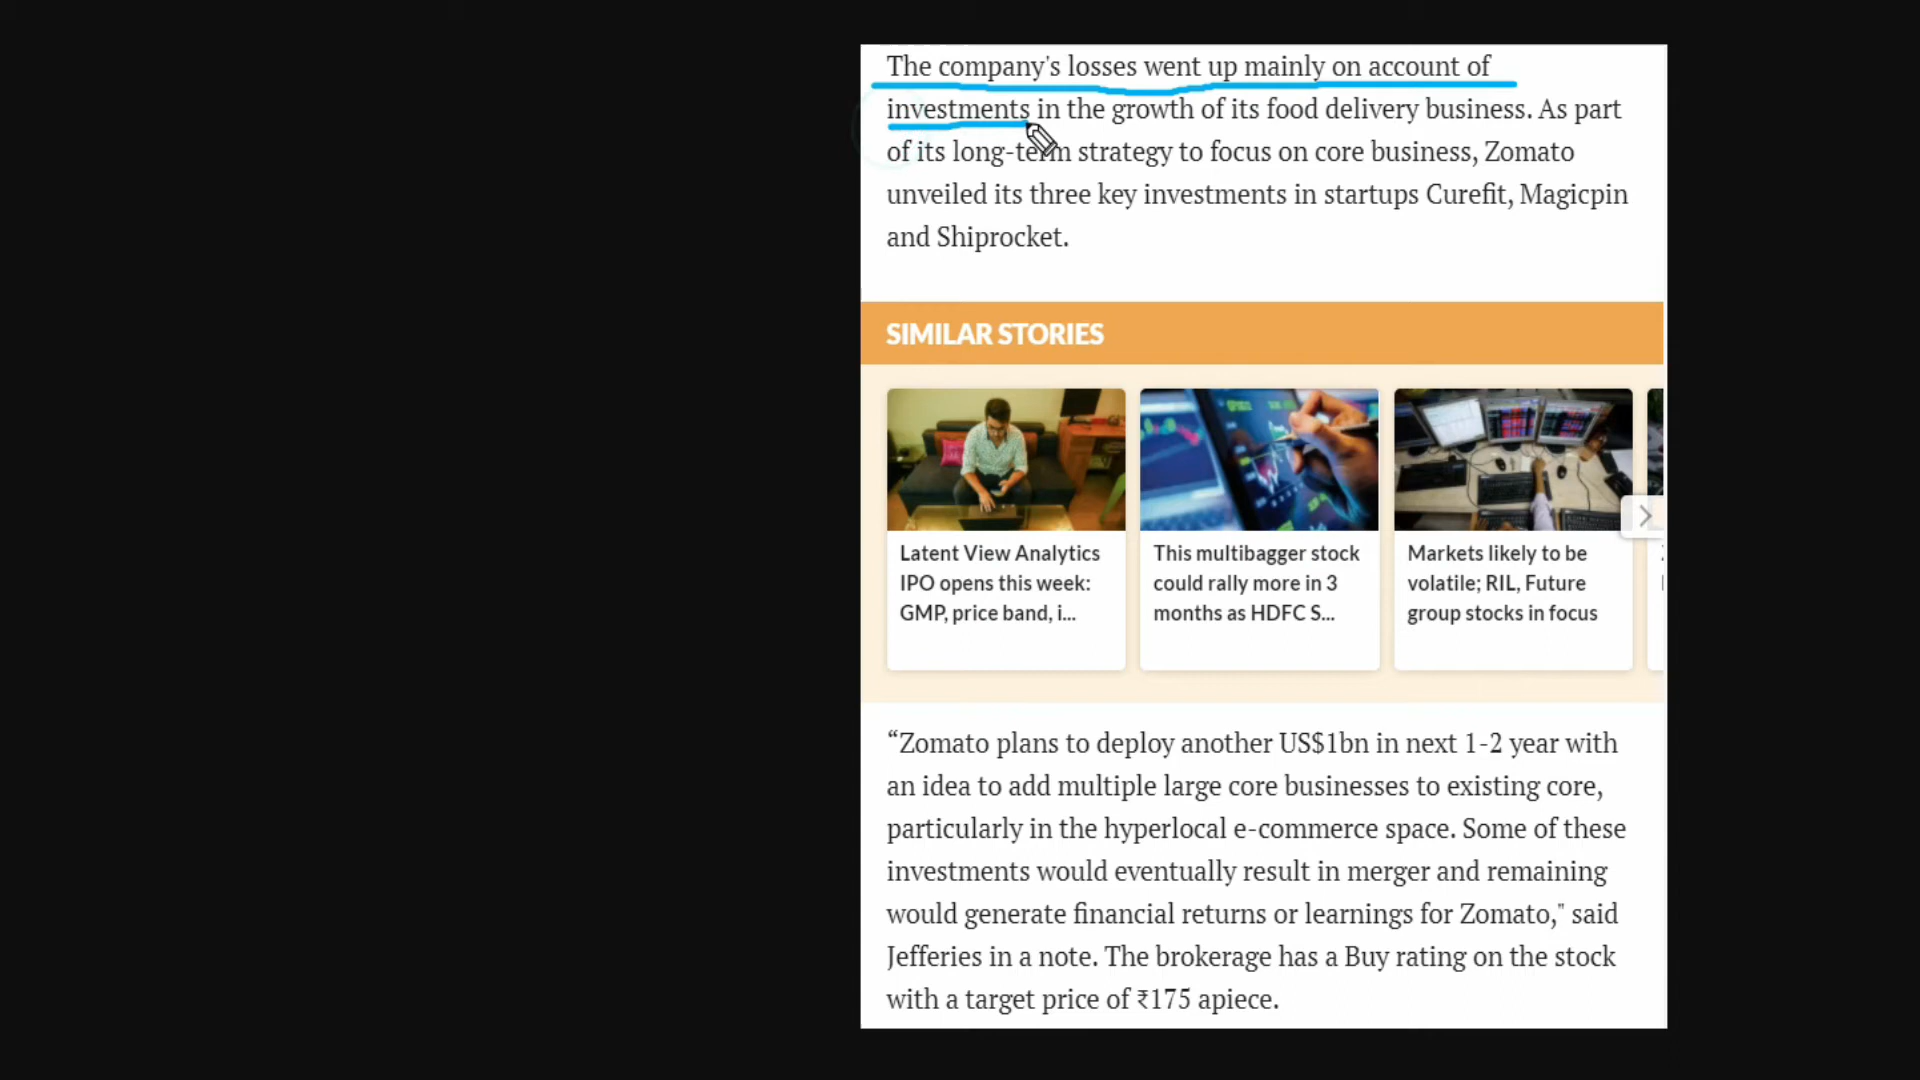 The company's losses went up mainly on account of
investments in the growth of its food delivery business. As part
of its long-term strategy to focus on core business, Zomato
unveiled its three key investments in startups Curefit, Magicpin
and Shiprocket.
SIMILAR STORIES
Latent View Analytics
IPO opens this week:
GMP, price band, i...
This multibagger stock
could rally more in 3
months as HDFC S...
Markets likely to be
volatile; RIL, Future
group stocks in focus
“Zomato plans to deploy another US$1bn in next 1-2 year with
an idea to add multiple large core businesses to existing core,
particularly in the hyperlocal e-commerce space. Some of these
investments would eventually result in merger and remaining
would generate financial returns or learnings for Zomato," said
Jefferies in a note. The brokerage has a Buy rating on the stock
with a target price of ₹175 apiece.